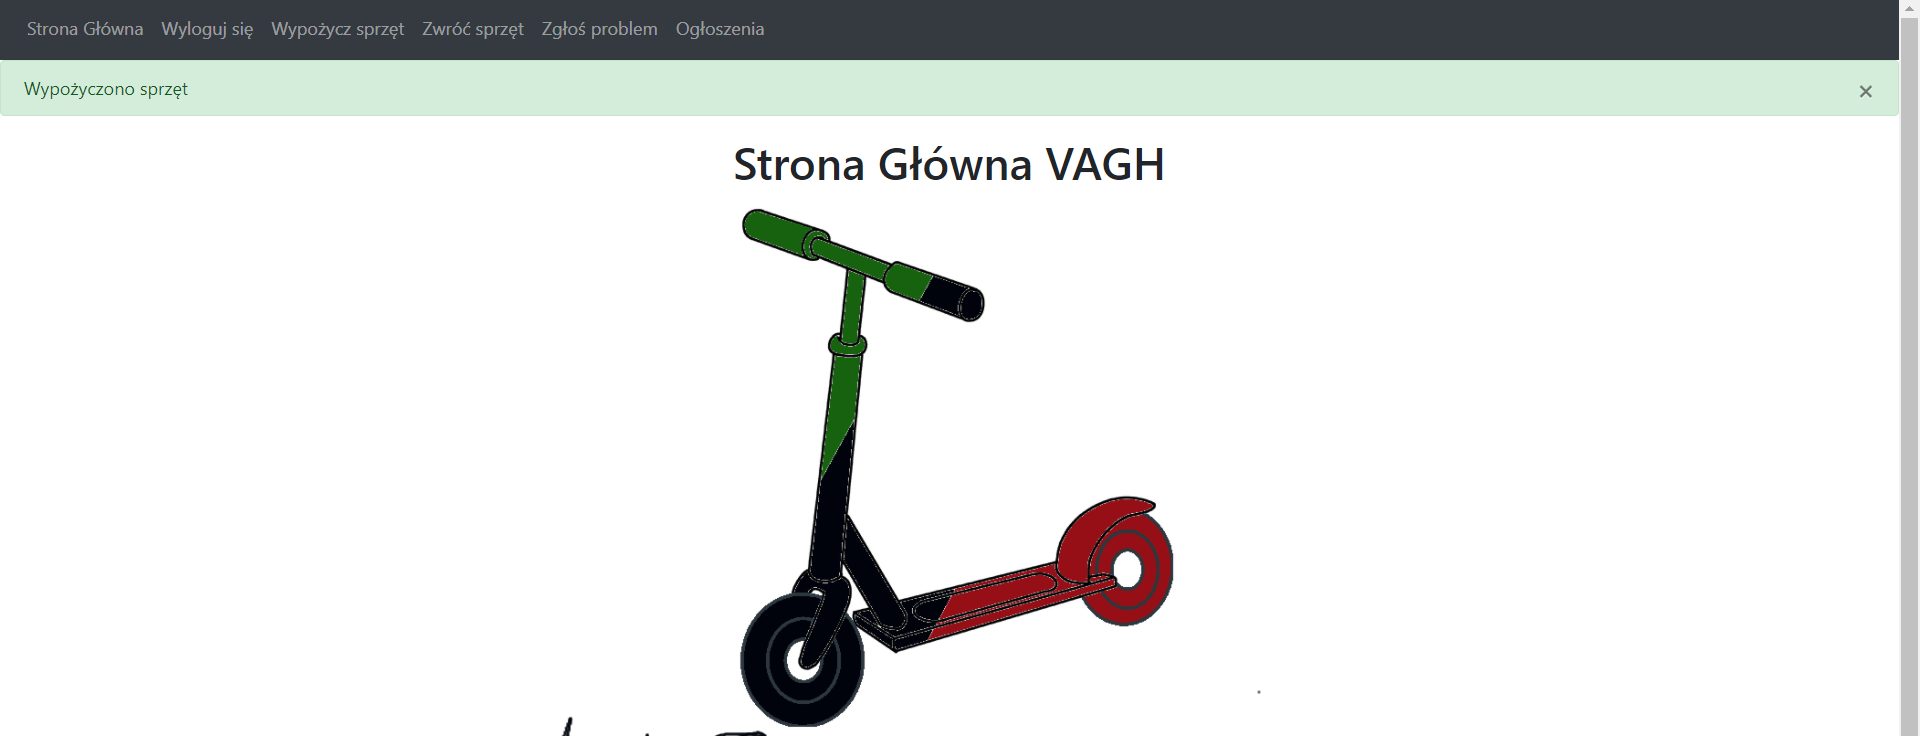 Strona Główna Wyloguj się Wypożycz sprzęt Zwróć sprzęt Zgłoś problem Ogłoszenia
Wypożyczono sprzęt ×
Strona Główna VAGH